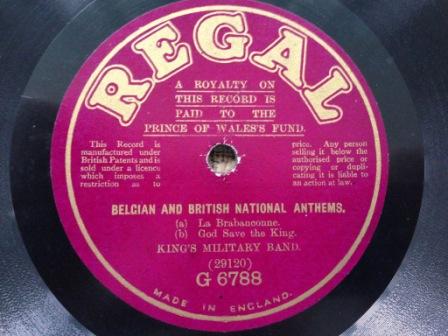 REGAL
A ROYALTY ON
THIS RECORD IS
PAID TO THE
PRINCE OF WALES'S FUND.
This Record is
manufactured under
British Patents and is
sold under a licence
which imposes a
restriction as to
price. Any person
selling it below the
authorised price or
copying or dupli-
cating it is liable to
an action at law.
BELGIAN AND BRITISH NATIONAL ANTHEMS.
(a) La Brabanconne.
(b) God Save the King.
KING'S MILITARY BAND.
(29120)
G 6788
MADE IN ENGLAND.